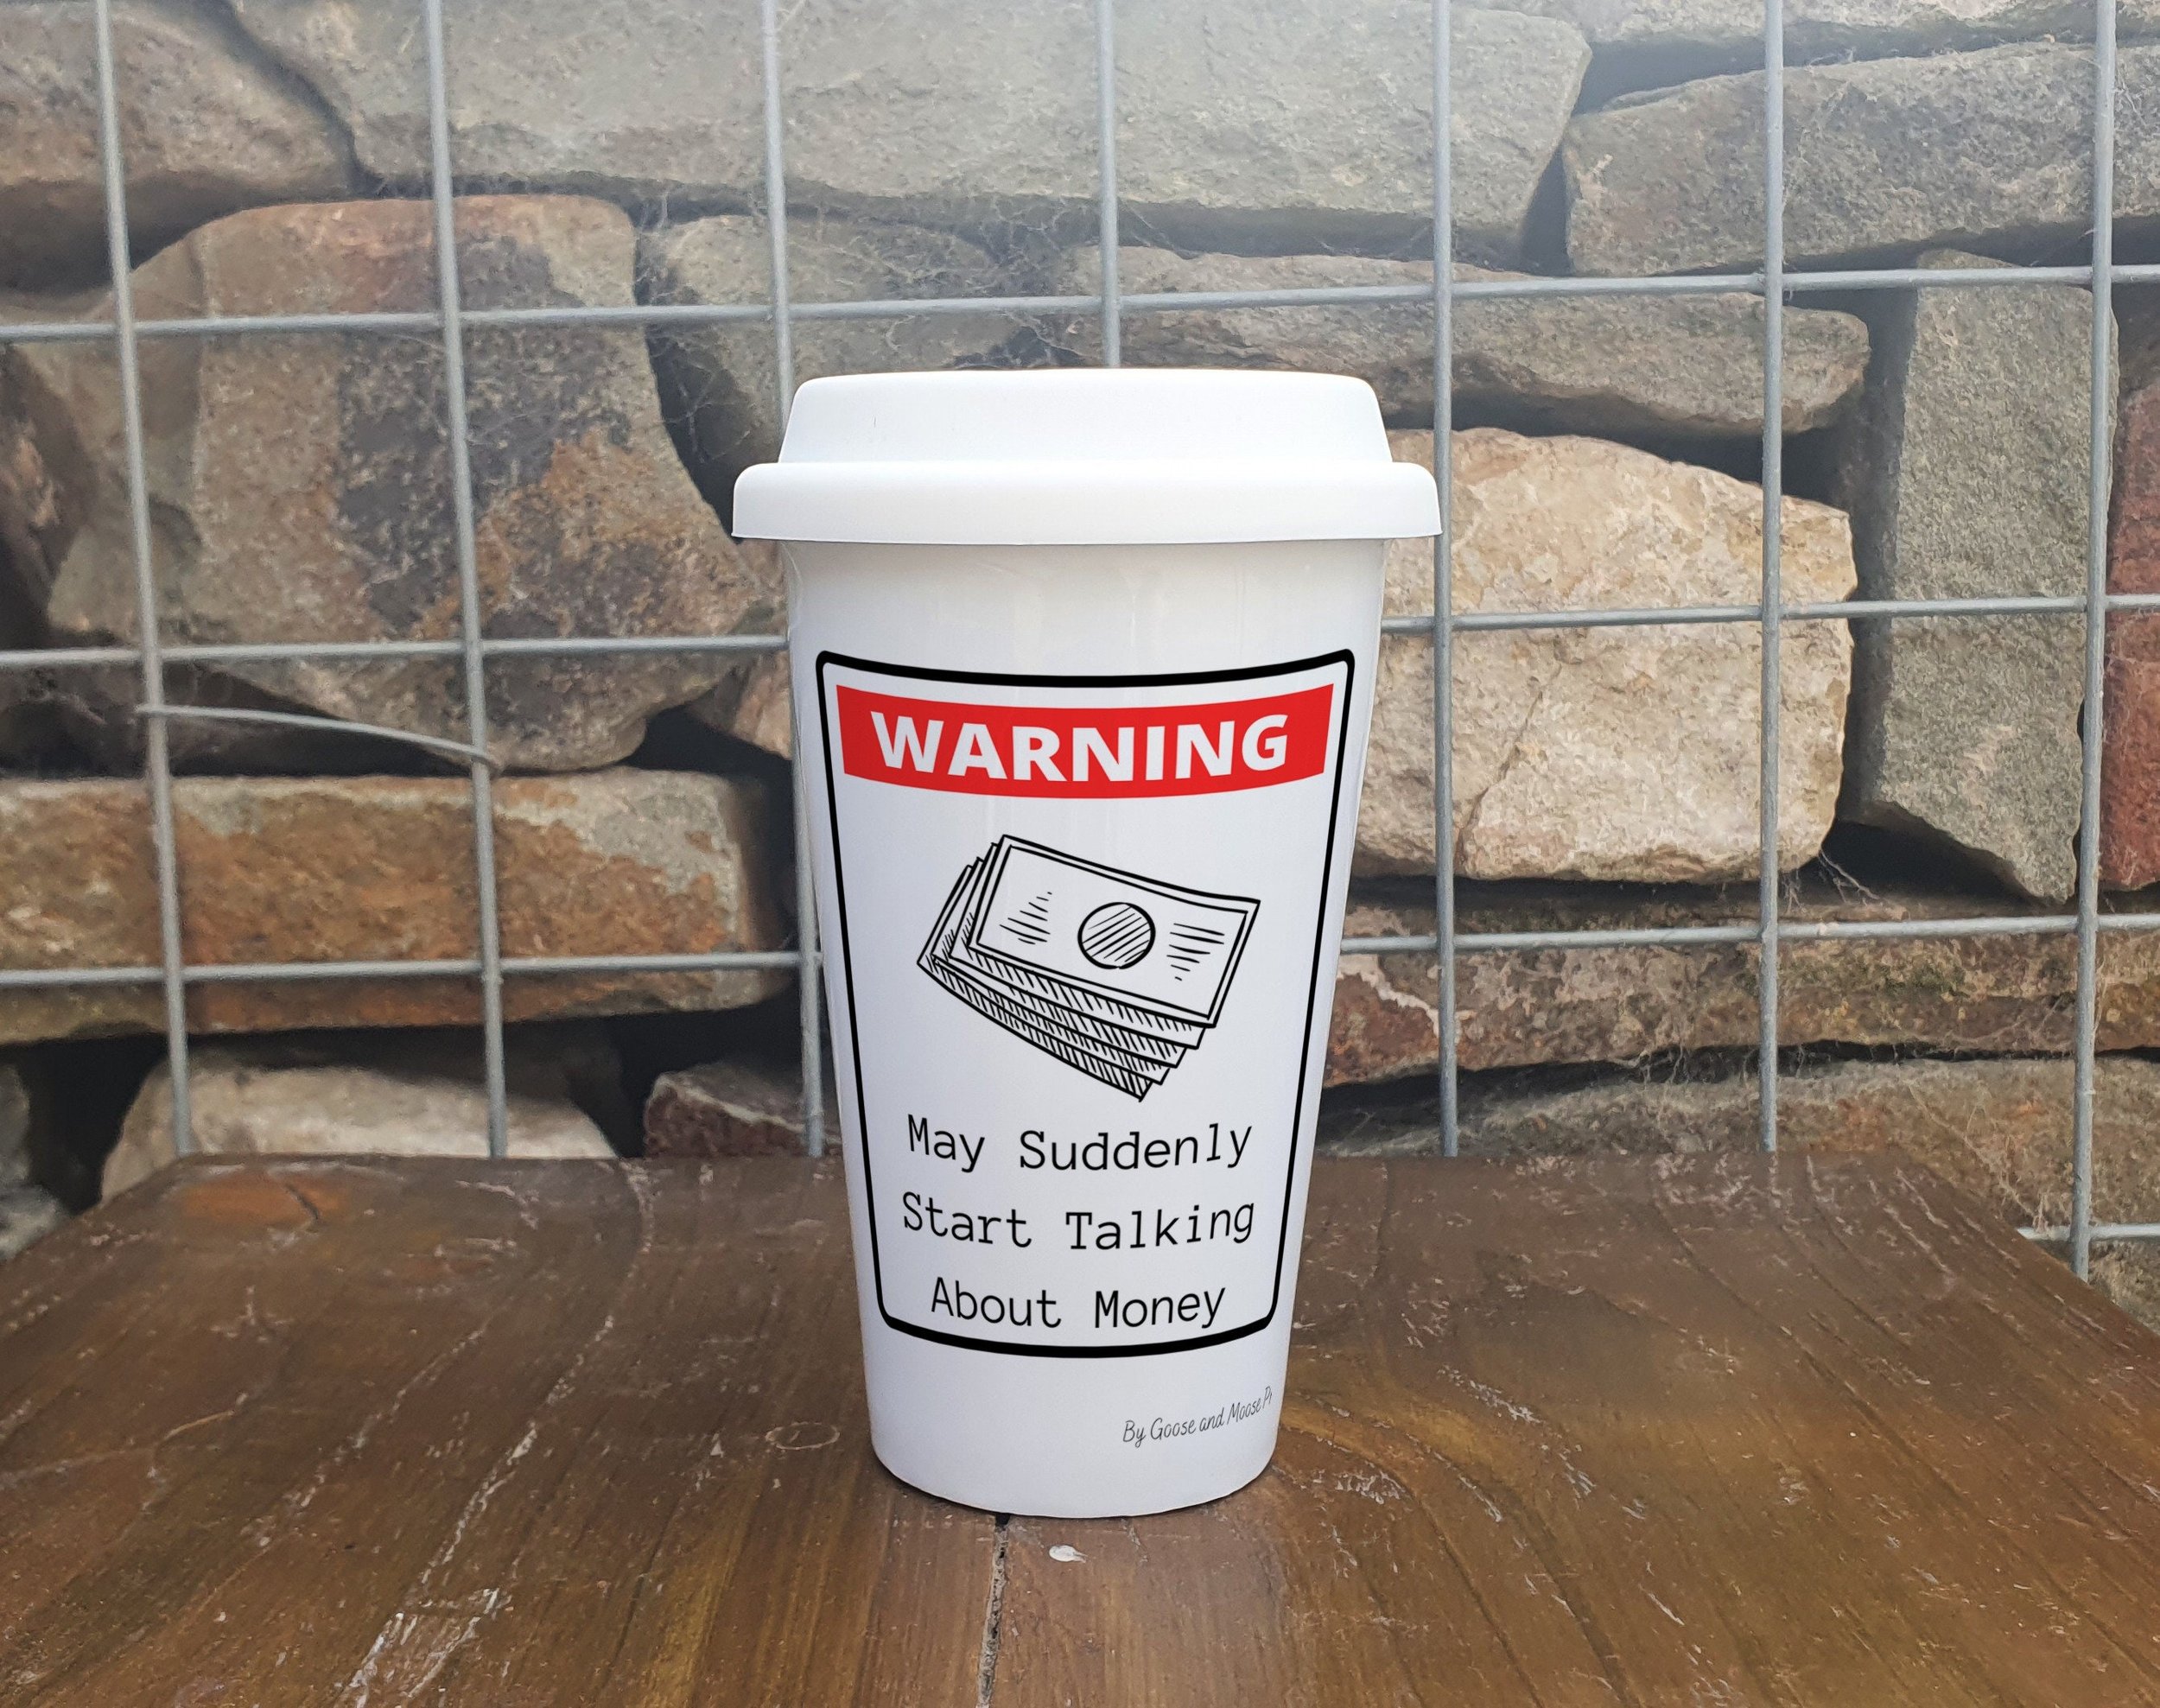 WARNING
May Suddenly
Start Talking
About Money
By Goose and Moose